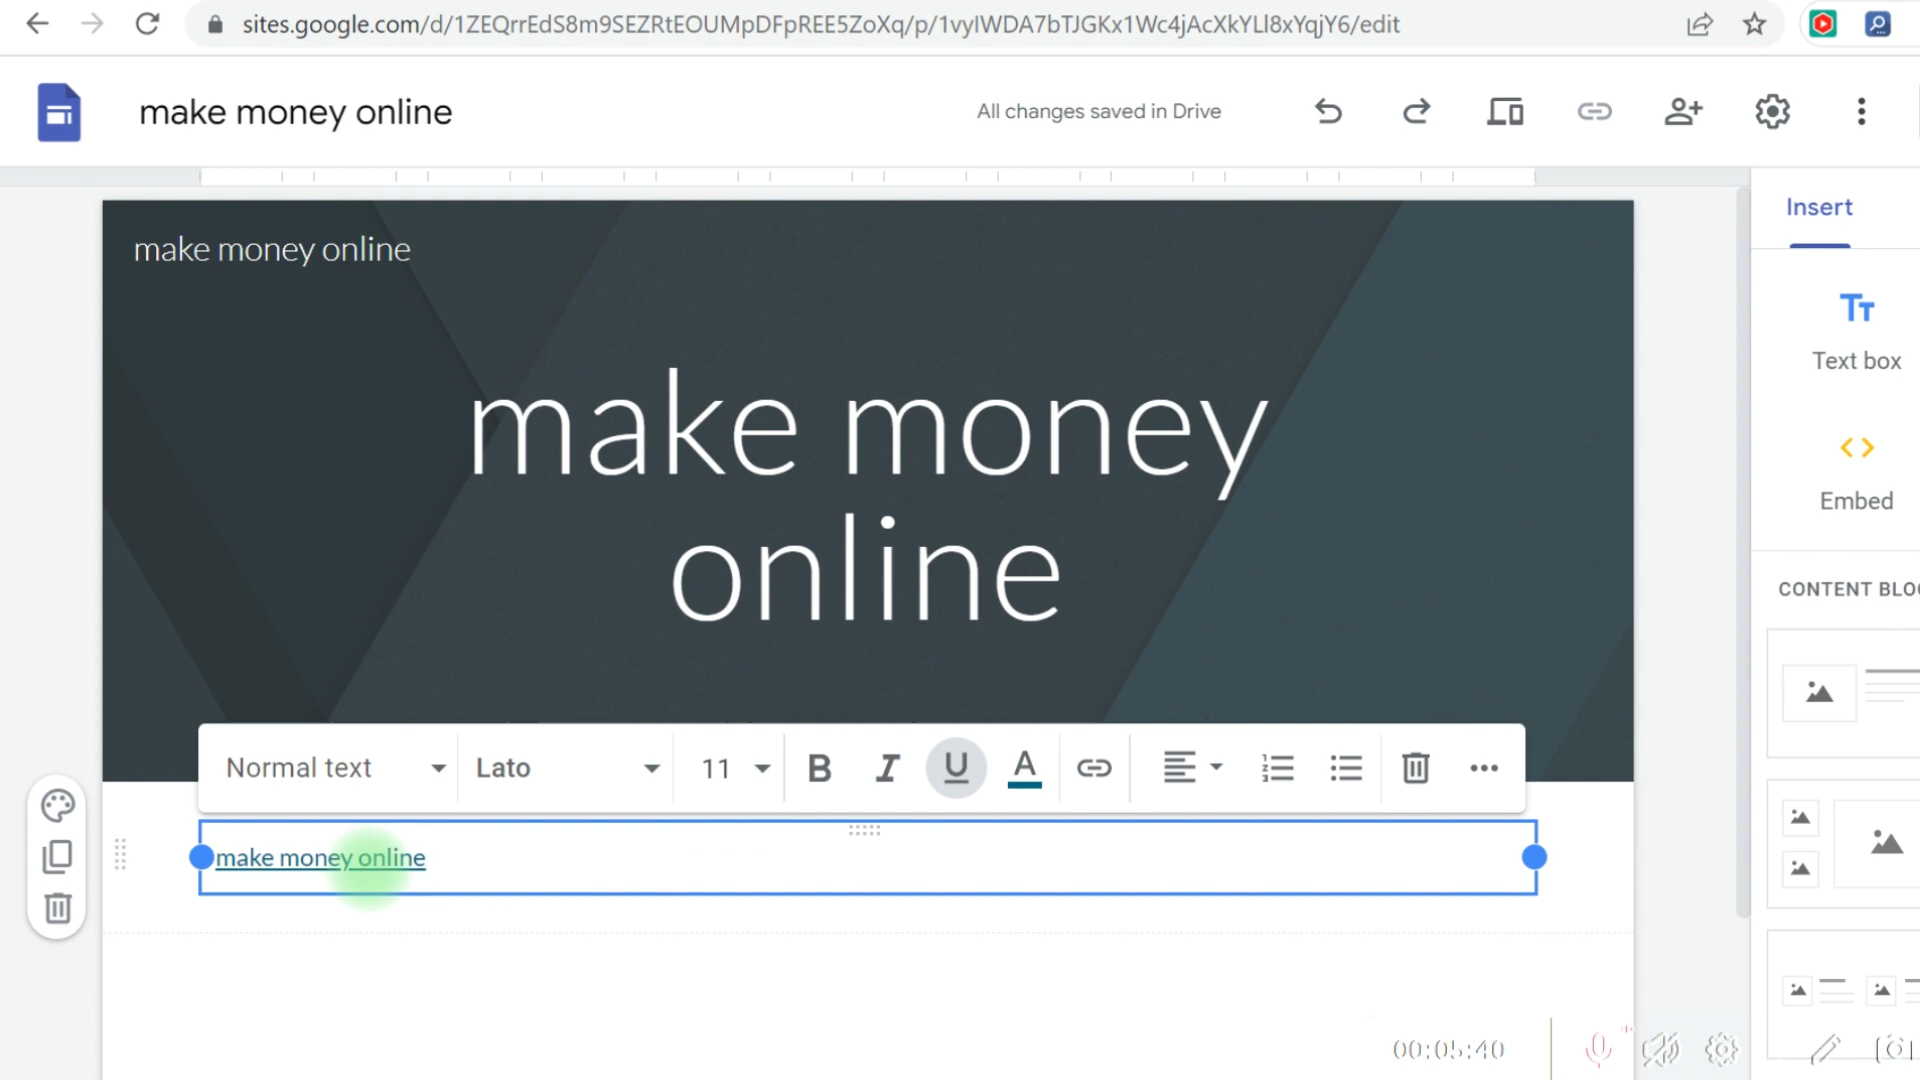 sites.google.com/d/1ZEQrrEdS8m9SEZRtEOUMpDFpREE5ZoXq/p/1vyIWDA7bTJGKx1Wc4jAcXkYLl8xYqjY6/edit
make money online
All changes saved in Drive
make money online
Insert
make money
online
Text box
Embed
CONTENT BLO
Normal text
Lato
11
B
I
U
A
make money online
00:05:40